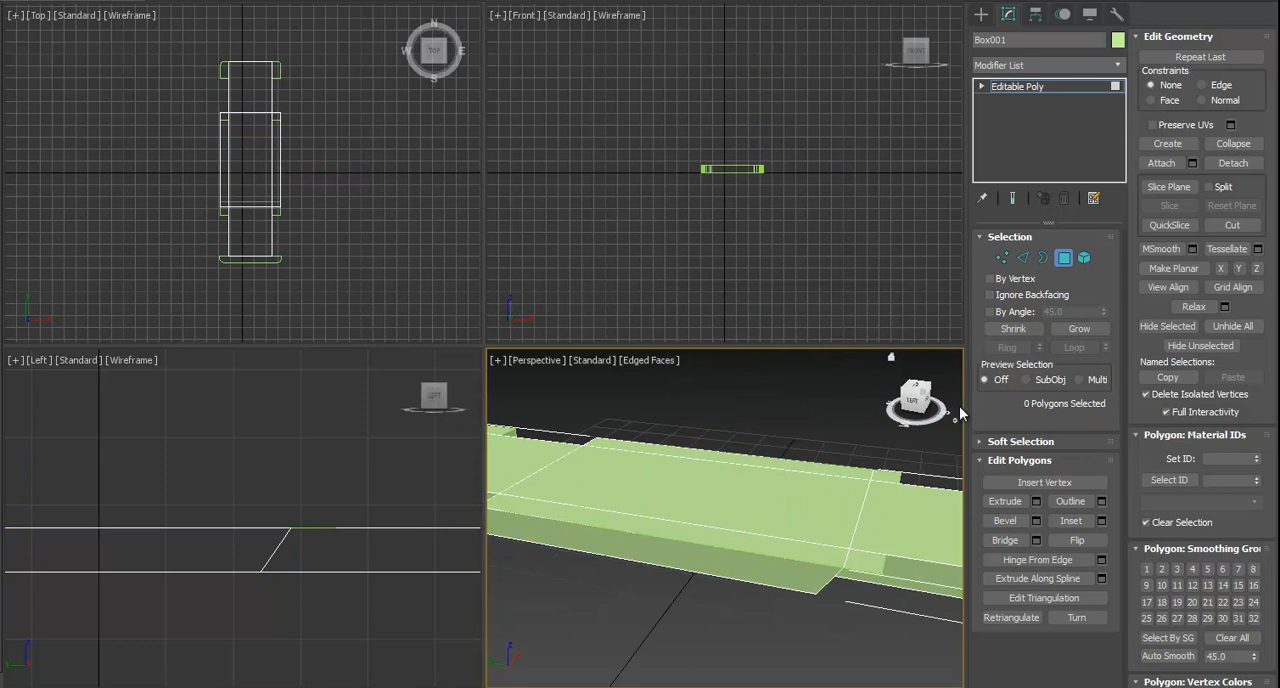 [+] [Top] [Standard] [Wireframe]
N
W TOP E
S
[+] [Front] [Standard] [Wireframe]
FRONT
[+] [Left] [Standard] [Wireframe]
LEFT
[+] [Perspective] [Standard] [Edged Faces]
LEFT
Box001
Modifier List
Editable Poly
Selection
By Vertex
Ignore Backfacing
By Angle: 45.0
Shrink Grow
Ring Loop
Preview Selection
Off SubObj Multi
0 Polygons Selected
Soft Selection
Edit Polygons
Insert Vertex
Extrude Outline
Bevel Inset
Bridge Flip
Hinge From Edge
Extrude Along Spline
Edit Triangulation
Retriangulate Turn
Edit Geometry
Repeat Last
Constraints
None Edge
Face Normal
Preserve UVs
Create Collapse
Attach Detach
Slice Plane Split
Slice Reset Plane
QuickSlice Cut
MSmooth Tessellate
Make Planar X Y Z
View Align Grid Align
Relax
Hide Selected Unhide All
Hide Unselected
Named Selections:
Copy Paste
Delete Isolated Vertices
Full Interactivity
Polygon: Material IDs
Set ID:
Select ID
Clear Selection
Polygon: Smoothing Grou
1 2 3 4 5 6 7 8
9 10 11 12 13 14 15 16
17 18 19 20 21 22 23 24
25 26 27 28 29 30 31 32
Select By SG Clear All
Auto Smooth 45.0
Polygon: Vertex Colors